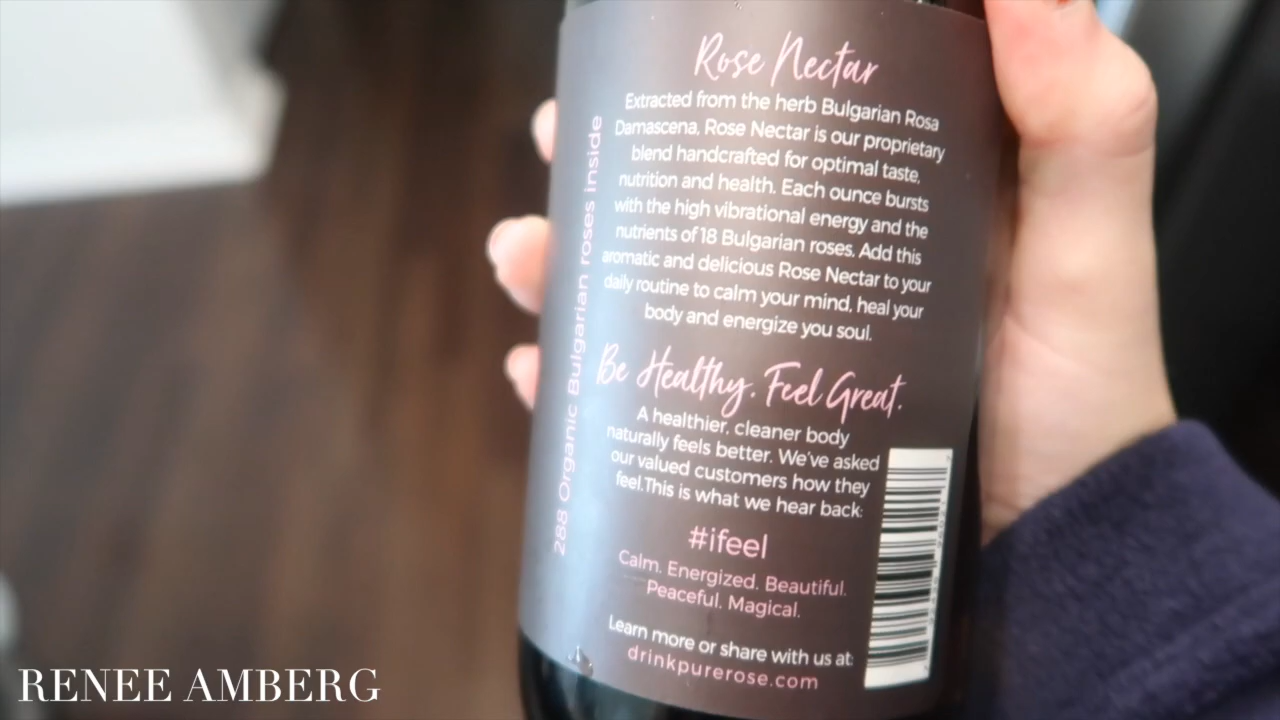 Rose Nectar
Extracted from the herb Bulgarian Rosa
Damascena, Rose Nectar is our proprietary
blend handcrafted for optimal taste,
nutrition and health. Each ounce bursts
with the high vibrational energy and the
nutrients of 18 Bulgarian roses. Add this
aromatic and delicious Rose Nectar to your
daily routine to calm your mind, heal your
body and energize you soul.
Be Healthy. Feel Great.
A healthier, cleaner body
naturally feels better. We've asked
our valued customers how they
feel.This is what we hear back:
#ifeel
Calm. Energized. Beautiful.
Peaceful. Magical.
Learn more or share with us at:
drinkpurerose.com
288 Organic Bulgarian roses inside
RENEE AMBERG